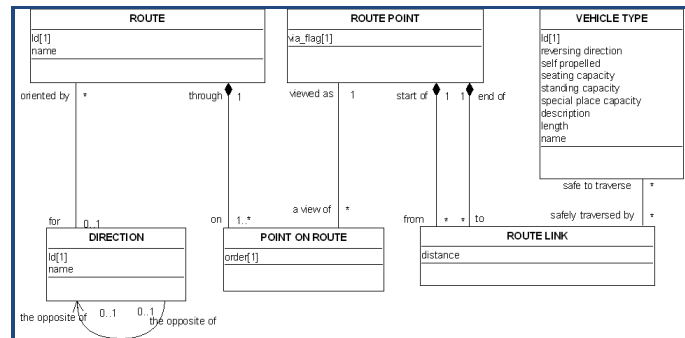 ROUTE
Id[1]
name
ROUTE POINT
via_flag[1]
VEHICLE TYPE
Id[1]
reversing direction
self propelled
seating capacity
standing capacity
special place capacity
description
length
name
oriented by *
through 1
viewed as 1
start of 1
1 end of
safe to traverse *
for 0..1
on 1..*
a view of *
from *
* to
safely traversed by *
DIRECTION
Id[1]
name
POINT ON ROUTE
order[1]
ROUTE LINK
distance
the opposite of 0..1
0..1 the opposite of